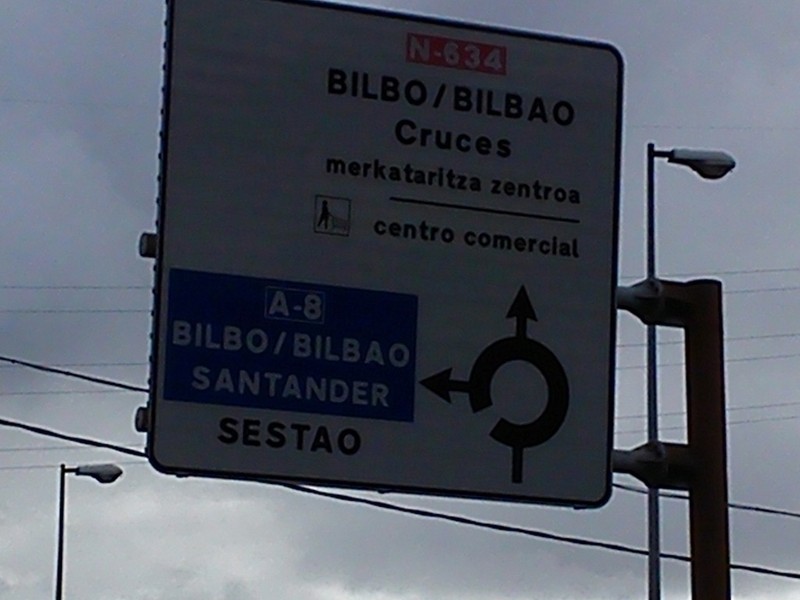 N-634
BILBO/BILBAO
Cruces
merkataritza zentroa
centro comercial
A-8
BILBO/BILBAO
SANTANDER
SESTAO